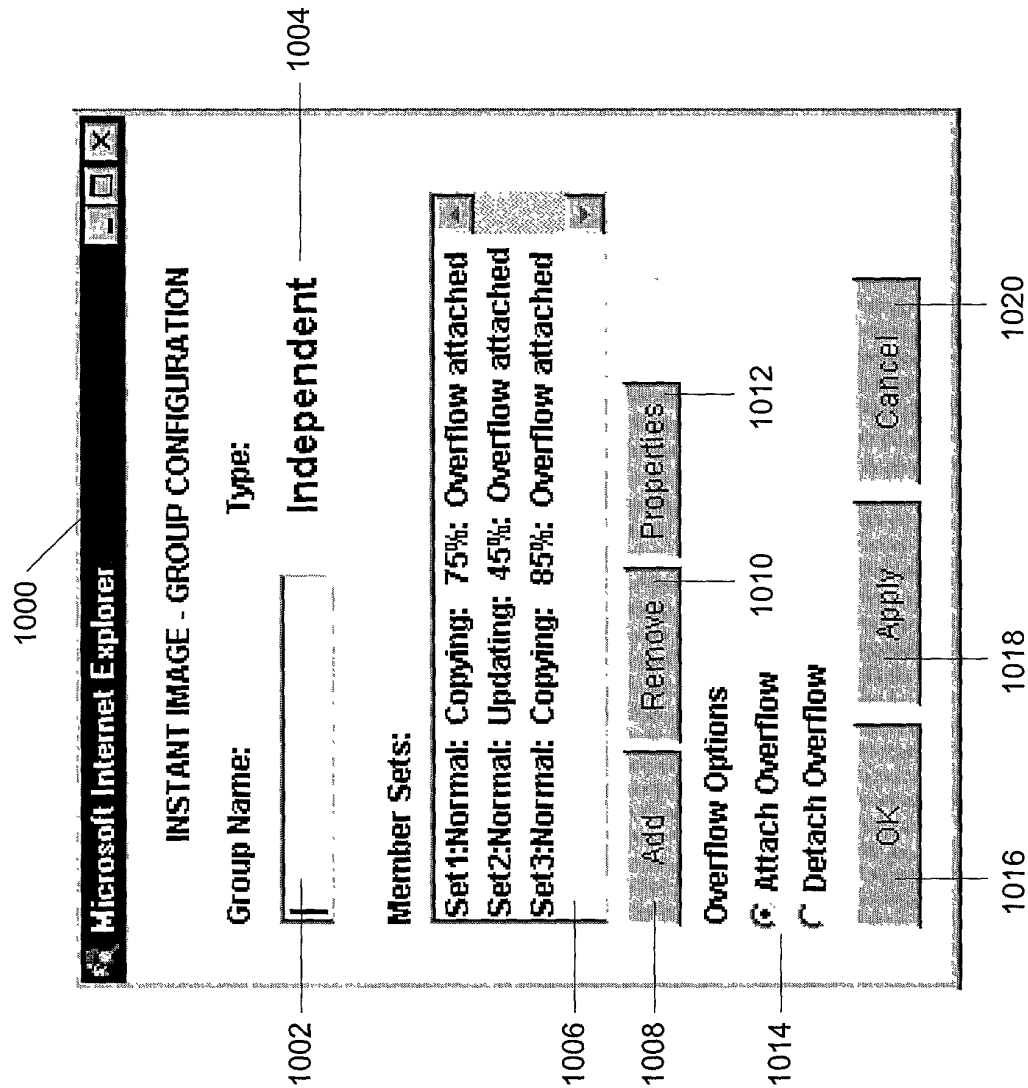 1000
Microsoft Internet Explorer
INSTANT IMAGE - GROUP CONFIGURATION
Group Name: Type:
1002
Independent 1004
Member Sets:
Set1:Normal: Copying: 75%: Overflow attached
Set2:Normal: Updating: 45%: Overflow attached
Set3:Normal: Copying: 85%: Overflow attached
1006
1008 Add Remove Properties
1010 1012
Overflow Options
1014 Attach Overflow
Detach Overflow
OK Apply Cancel
1016 1018 1020